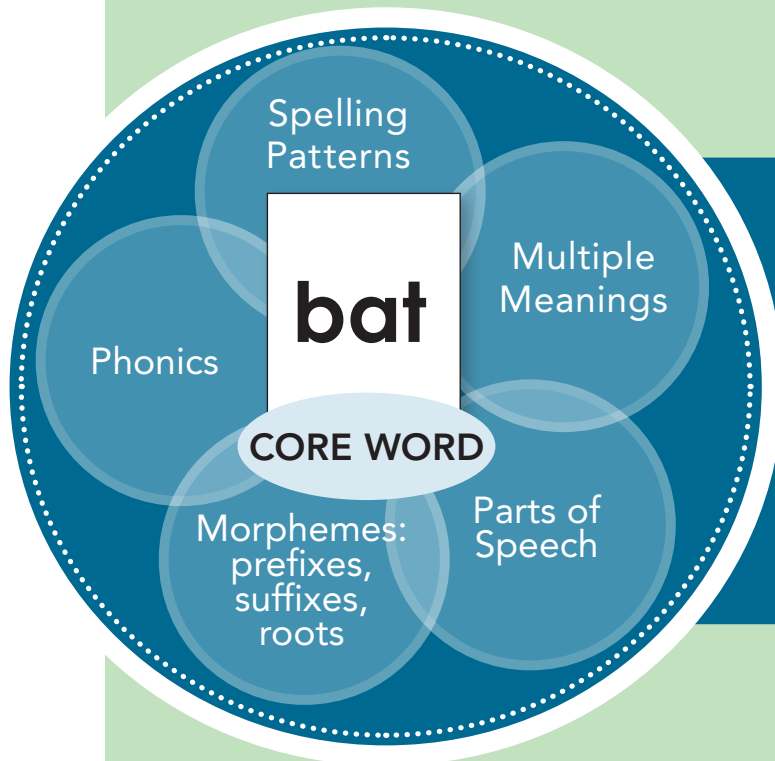 Spelling
Patterns
Multiple
Meanings
bat
Phonics
CORE WORD
Parts of
Speech
Morphemes:
prefixes,
suffixes,
roots